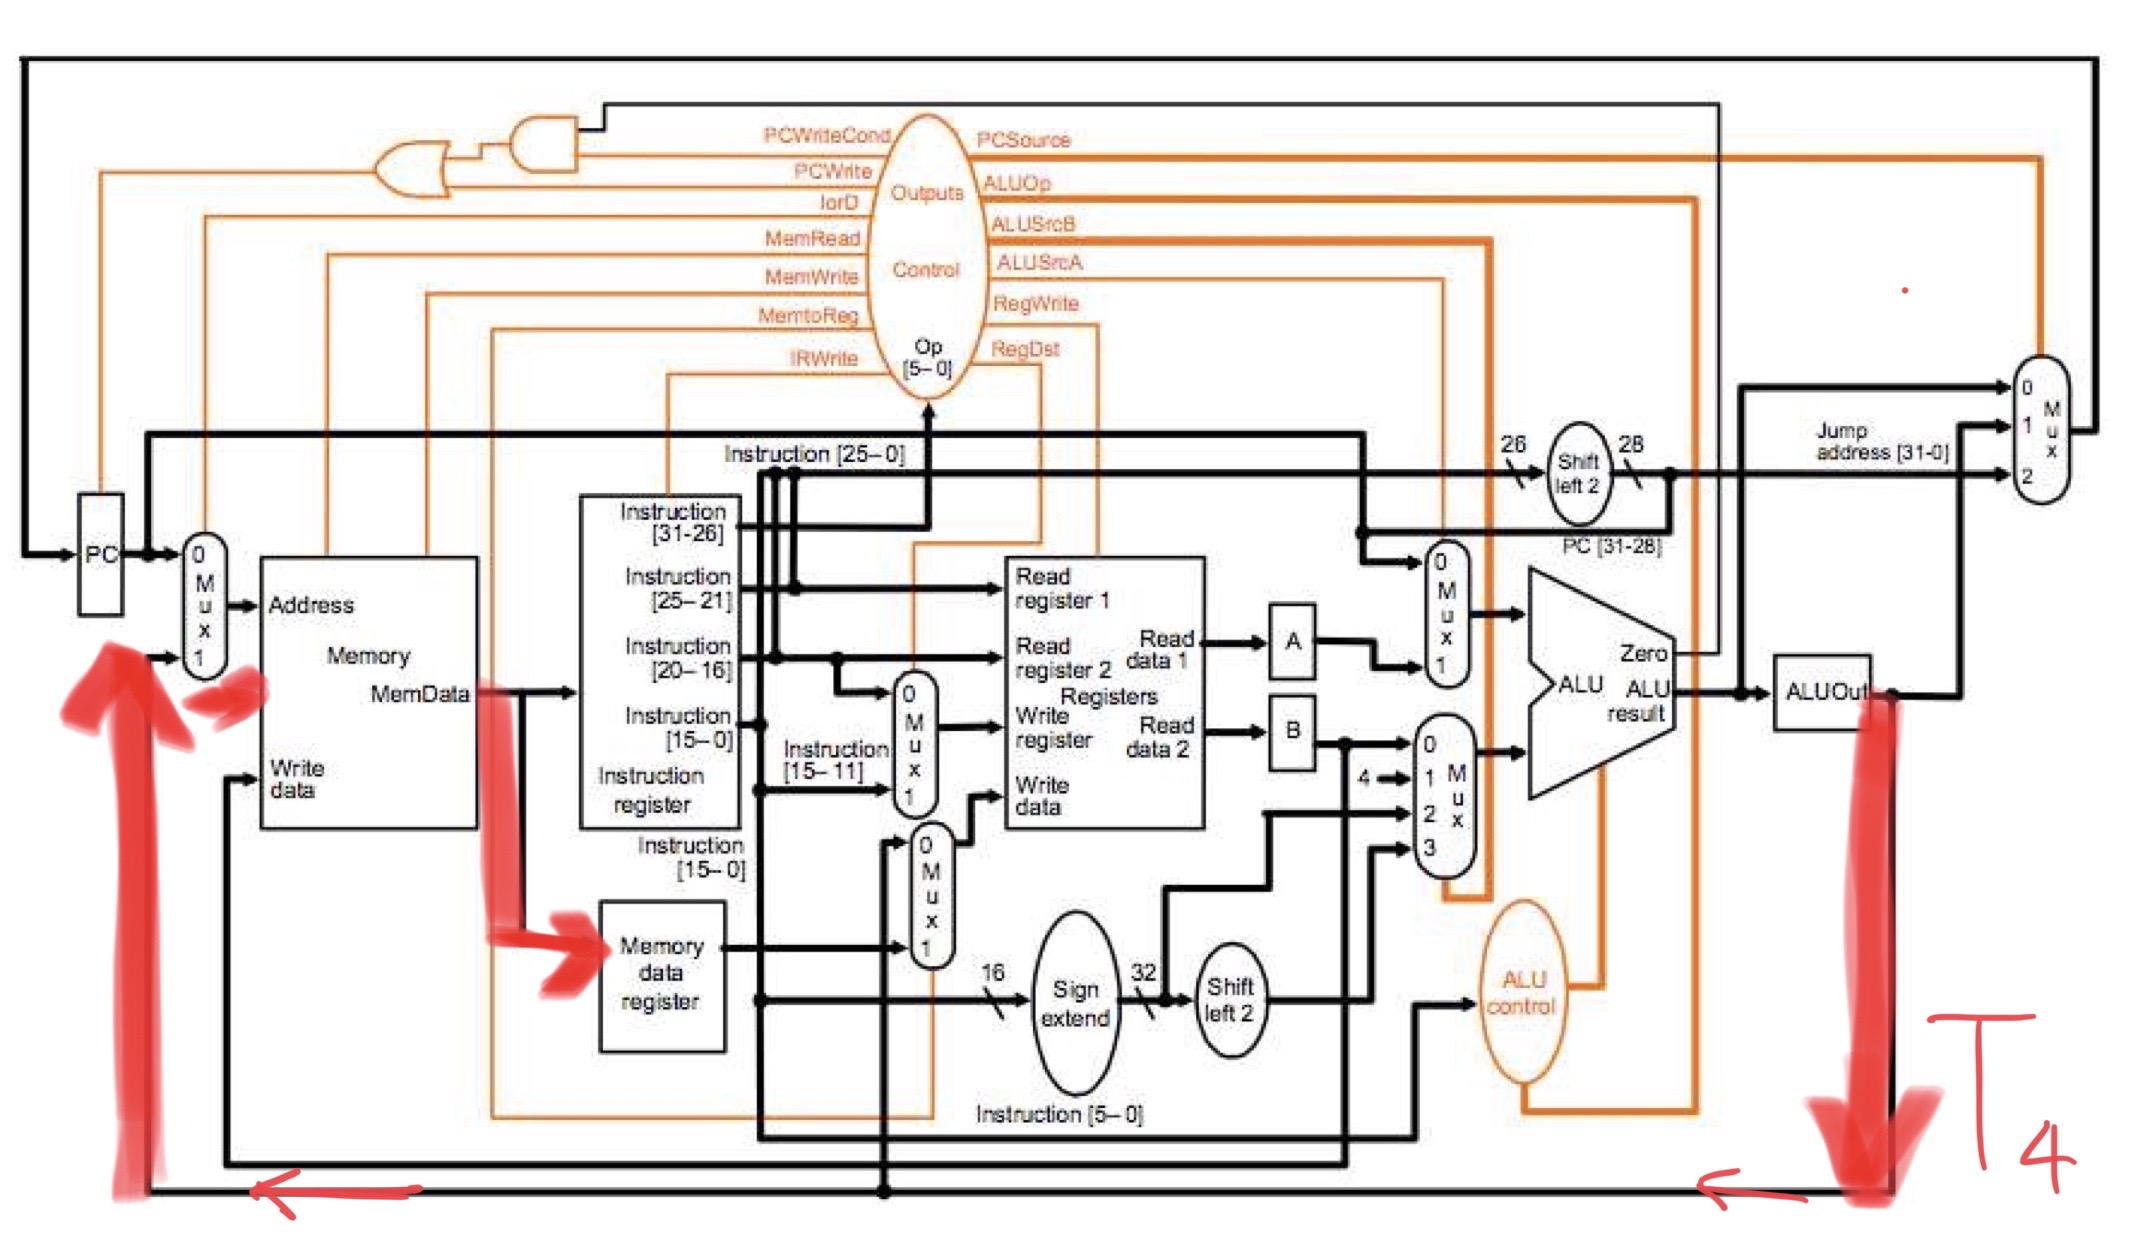 PCWriteCond
PCWrite
IorD
MemRead
MemWrite
MemtoReg
IRWrite
Outputs
Control
Op
[5–0]
PCSource
ALUOp
ALUSrcB
ALUSrcA
RegWrite
RegDst
PC
0
M
u
x
1
Address
Memory
MemData
Write
data
Instruction [25–0]
Instruction
[31-26]
Instruction
[25–21]
Instruction
[20–16]
Instruction
[15–0]
Instruction
register
Instruction
[15–0]
Memory
data
register
Instruction
[15–11]
0
M
u
x
1
0
M
u
x
1
Read
register 1
Read
register 2
Registers
Write
register
Write
data
Read
data 1
Read
data 2
A
B
4
16
Sign
extend
32
Shift
left 2
Instruction [5–0]
0
M
u
x
1
0
1
2
3
M
u
x
26
Shift
left 2
28
PC [31-28]
Jump
address [31-0]
0
1
2
M
u
x
Zero
ALU
ALU
result
ALUOut
ALU
control
T4